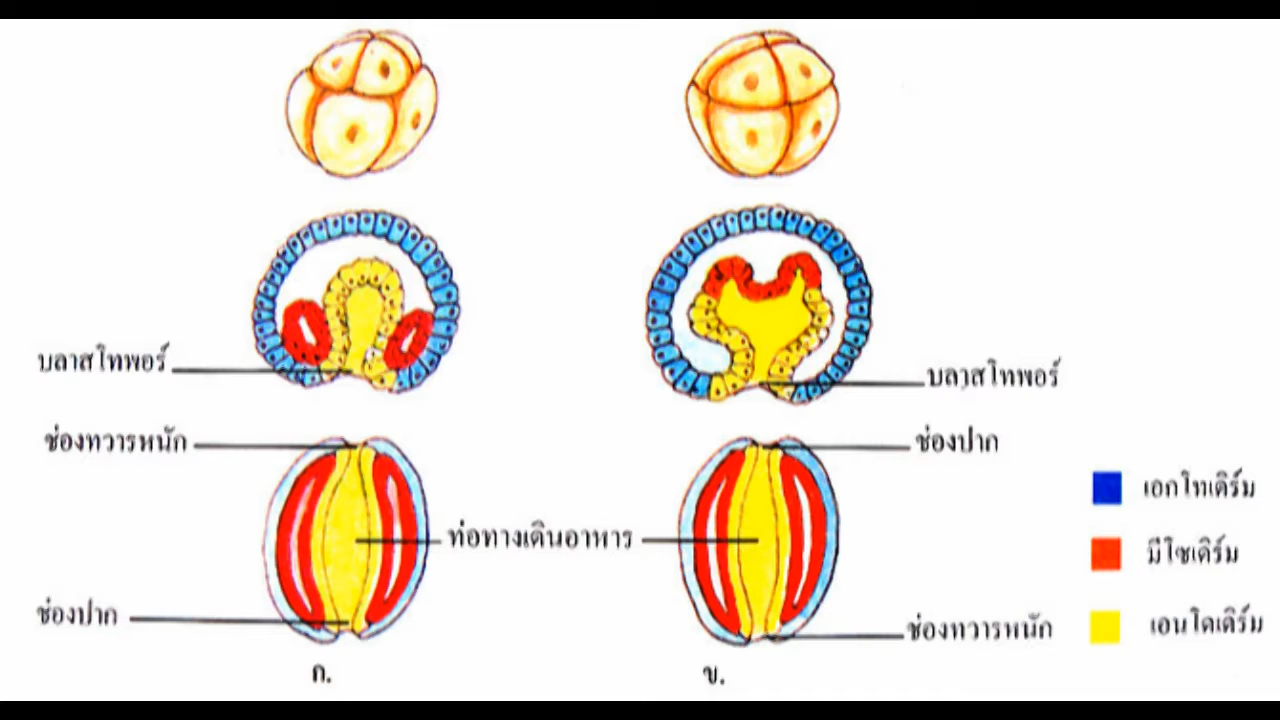 บลาสโทพอร์
บลาสโทพอร์
ช่องทวารหนัก
ช่องปาก
เอกโทเดิร์ม
ท่อทางเดินอาหาร
มีโซเดิร์ม
ช่องปาก
ช่องทวารหนัก
เอนโดเดิร์ม
ก.
ข.